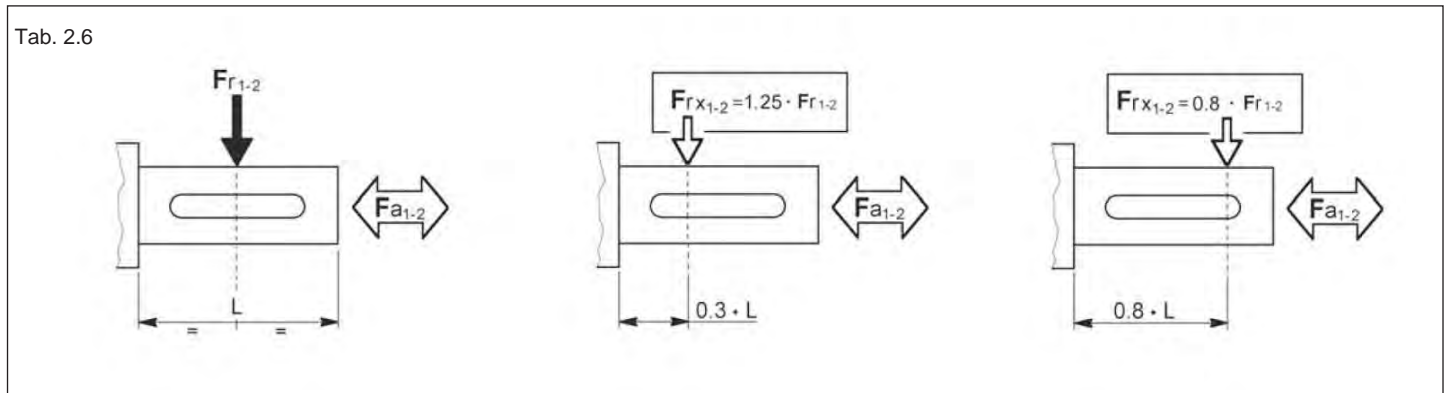 Tab. 2.6
Fr1-2
Fa1-2
L
= =
Frx1-2 = 1.25 · Fr1-2
Fa1-2
0.3 · L
Frx1-2 = 0.8 · Fr1-2
Fa1-2
0.8 · L